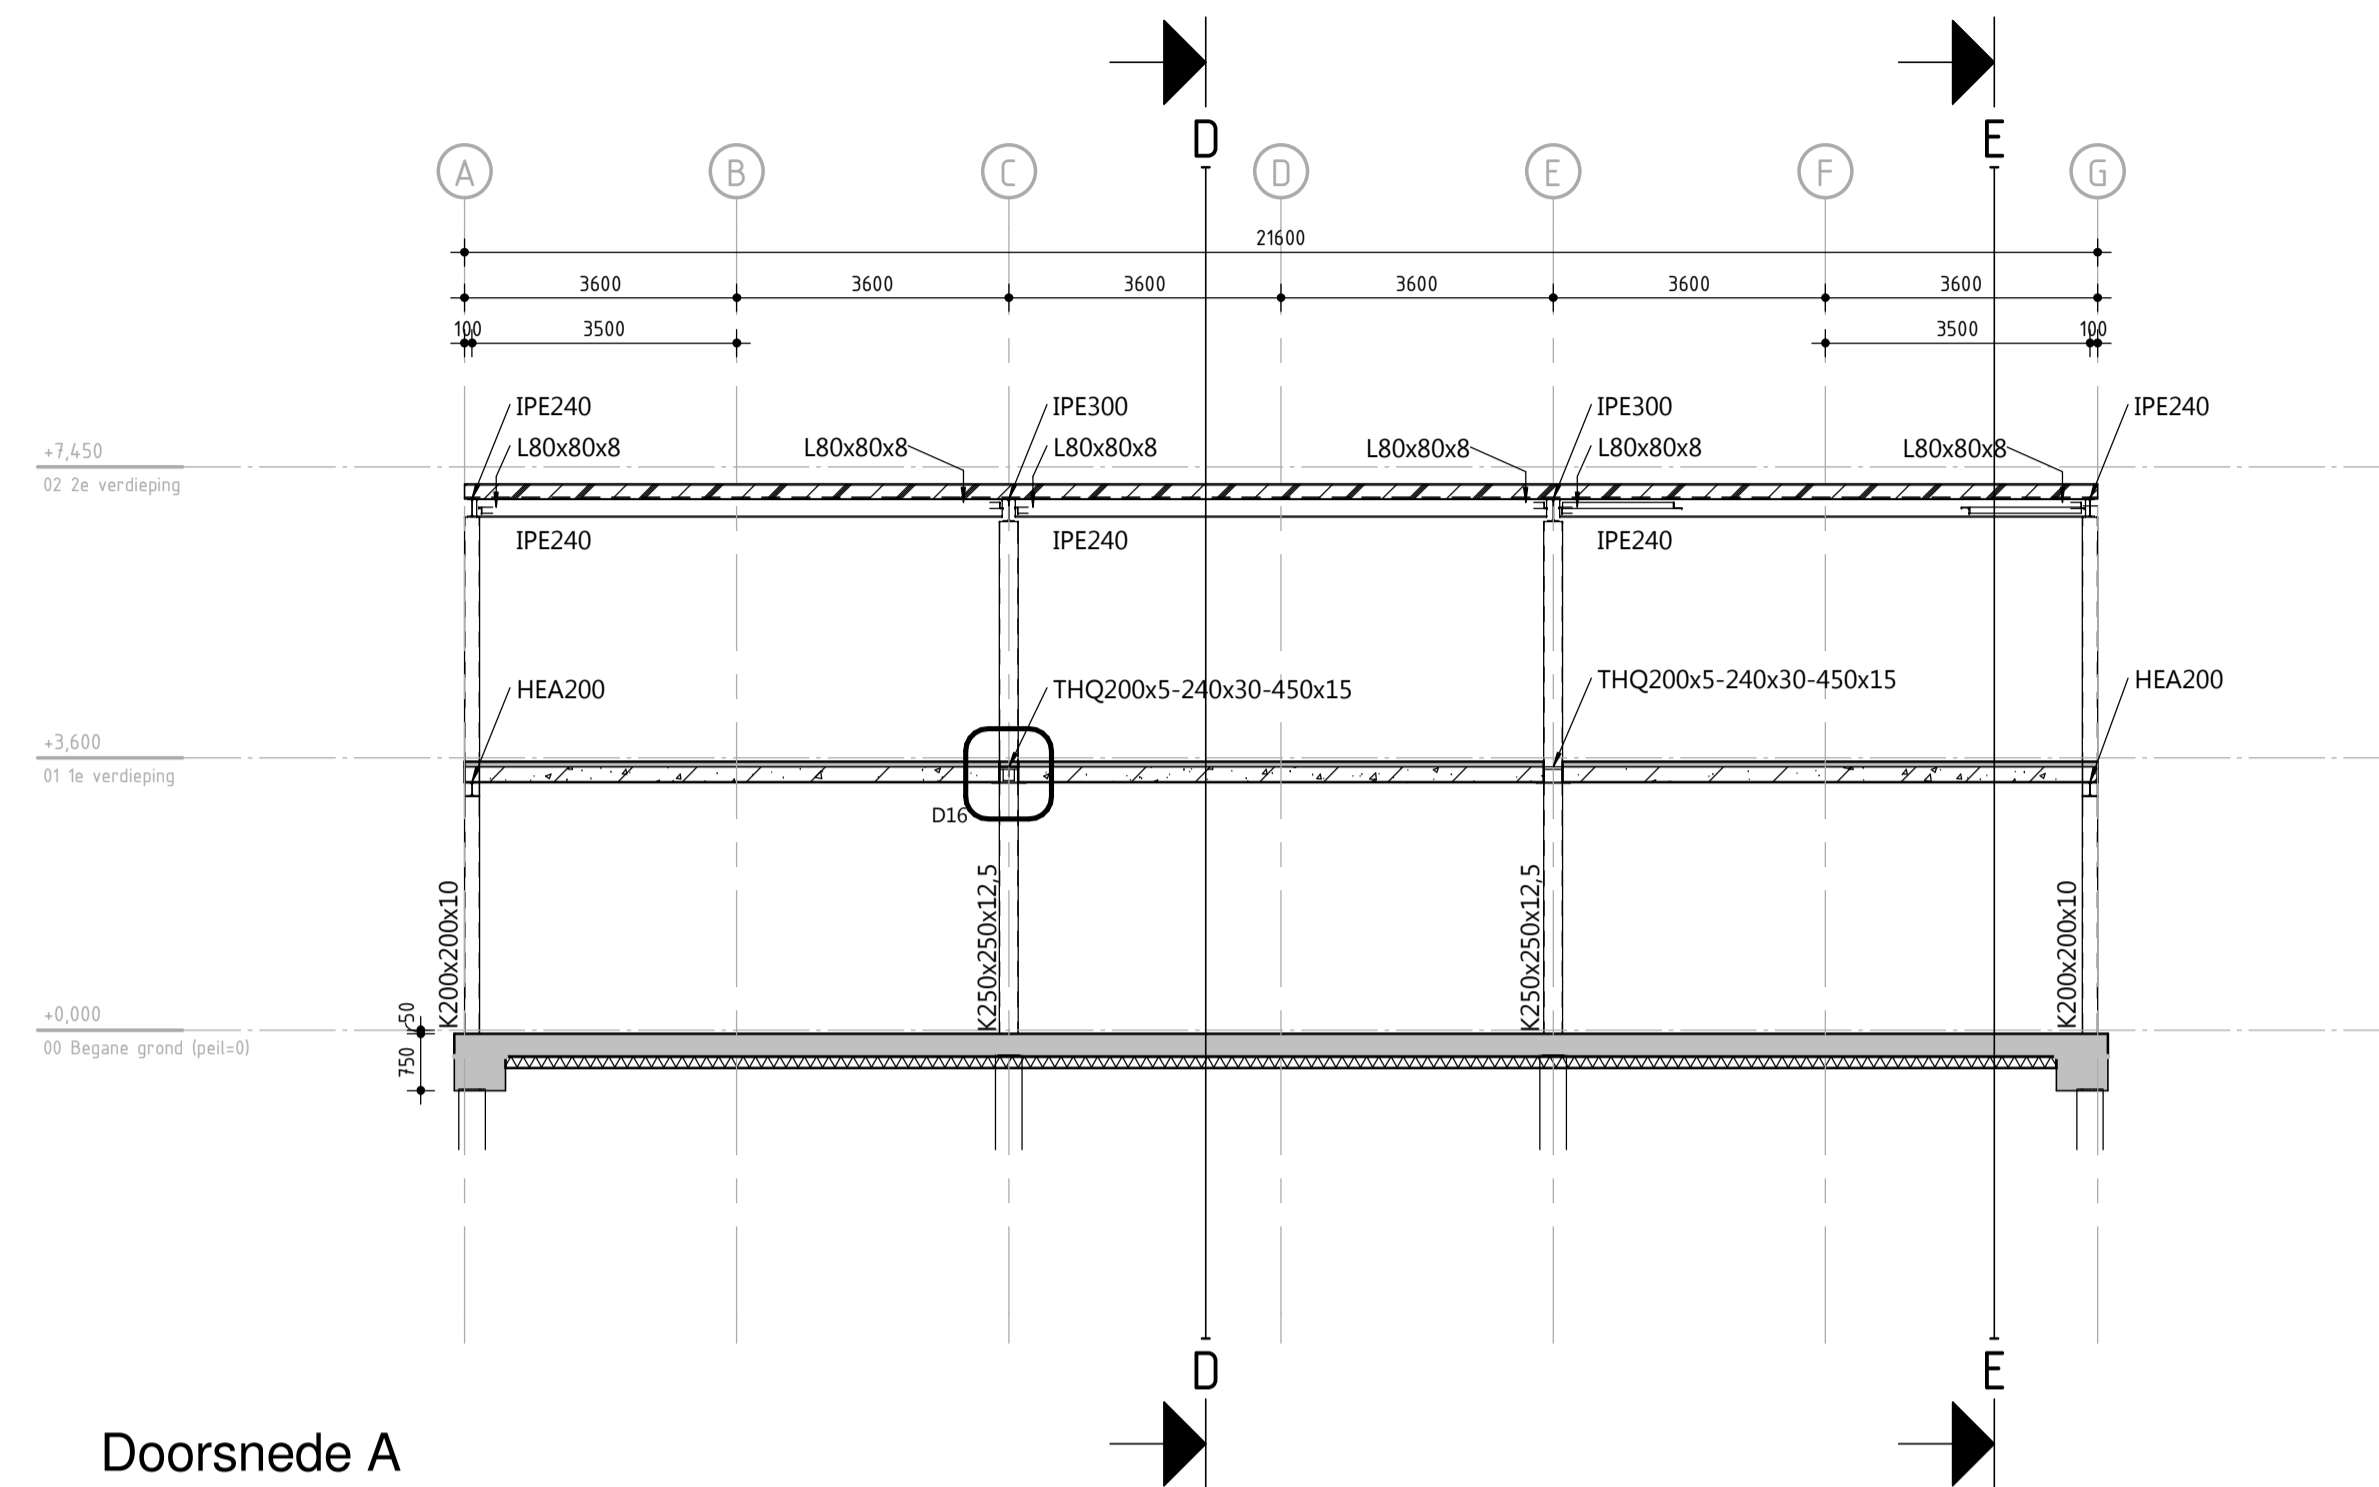 D E
A B C D E F G
21600
3600 3600 3600 3600 3600 3600
100 3500 3500 100
IPE240 IPE300 IPE300 IPE240
+7,450 L80x80x8 L80x80x8 L80x80x8 L80x80x8 L80x80x8 L80x80x8
02 2e verdieping
IPE240 IPE240 IPE240
HEA200 THQ200x5-240x30-450x15 THQ200x5-240x30-450x15 HEA200
+3,600
01 1e verdieping
D16
K200x200x10 K250x250x12,5 K250x250x12,5 K200x200x10
+0,000 50
00 Begane grond (peil=0) 750
D E
Doorsnede A